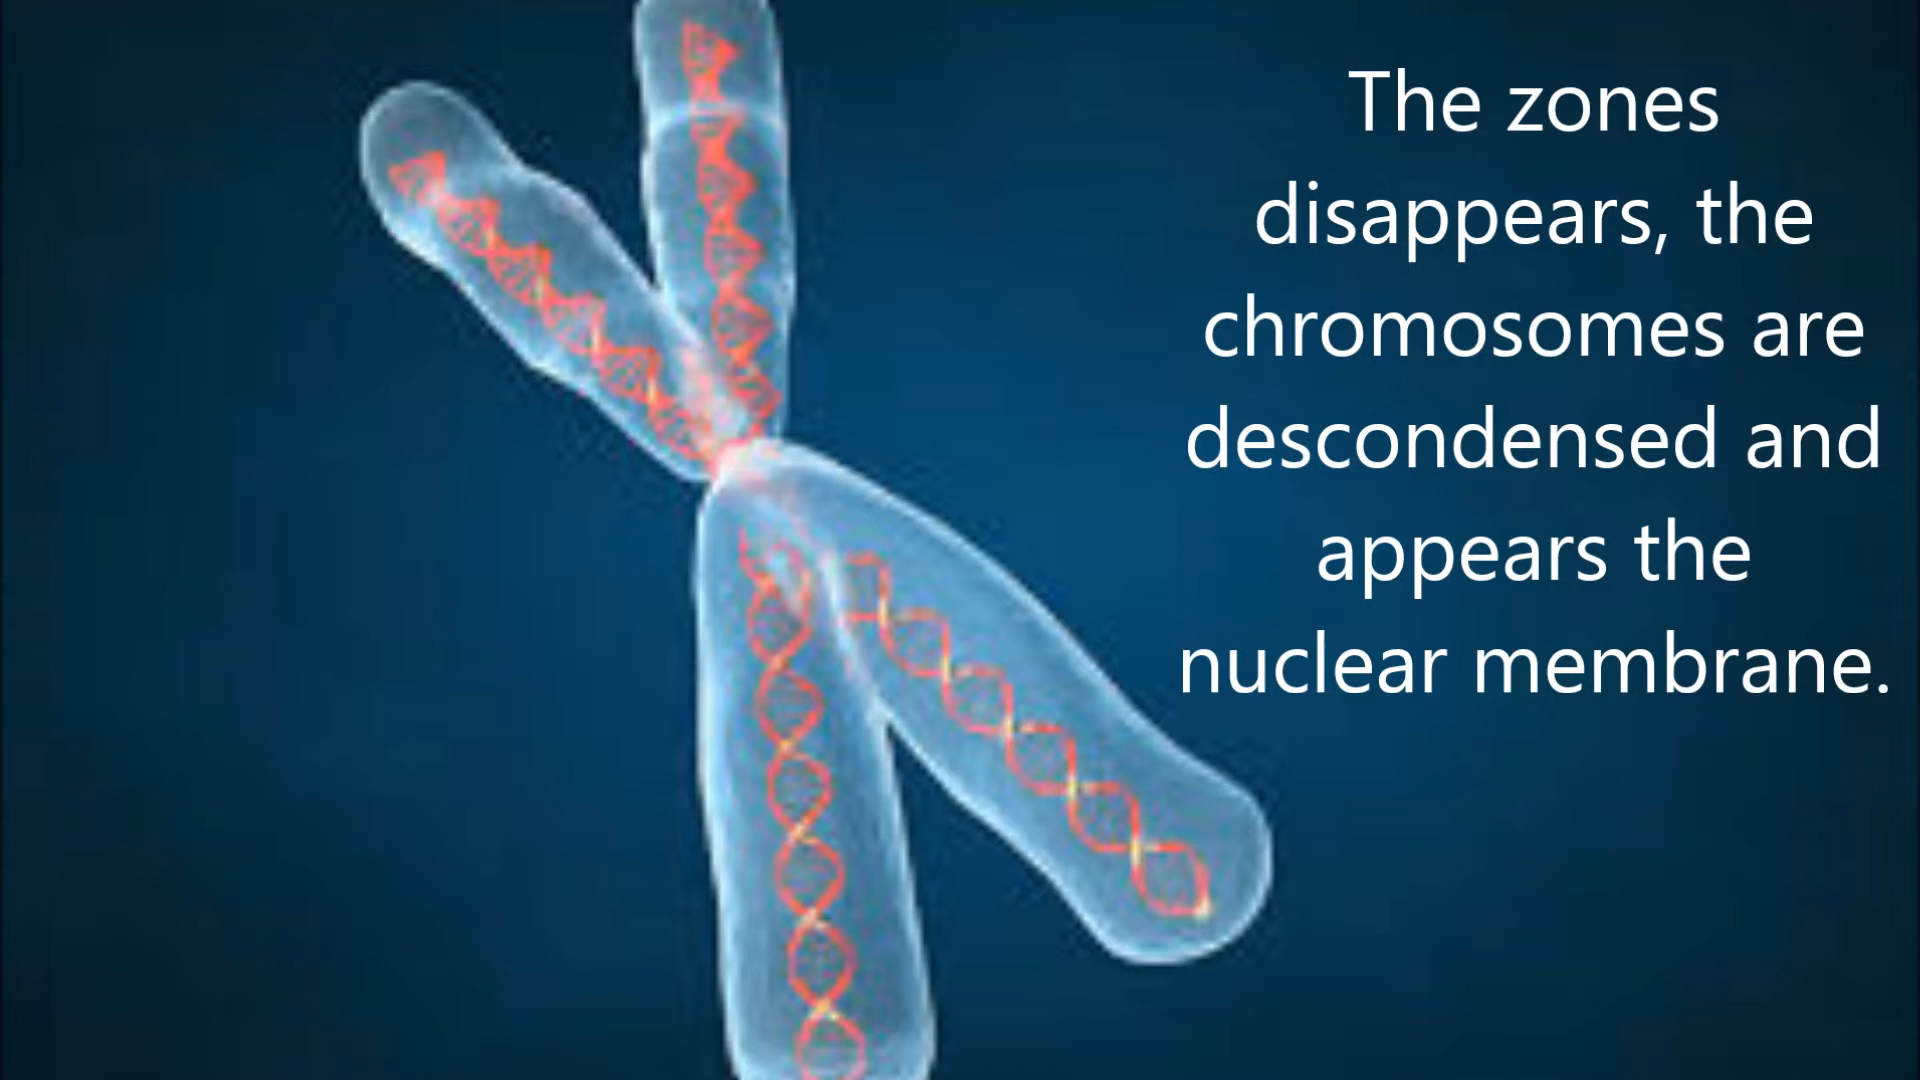 The zones
disappears, the
chromosomes are
descondensed and
appears the
nuclear membrane.